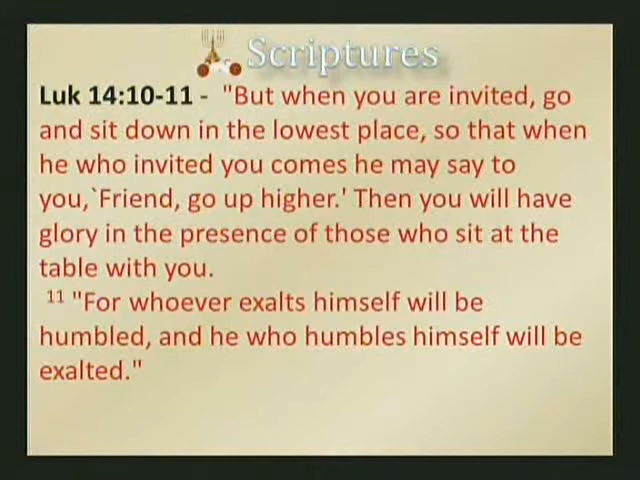 Scriptures
Luk 14:10-11 - "But when you are invited, go
and sit down in the lowest place, so that when
he who invited you comes he may say to
you,`Friend, go up higher.' Then you will have
glory in the presence of those who sit at the
table with you.
11 "For whoever exalts himself will be
humbled, and he who humbles himself will be
exalted."